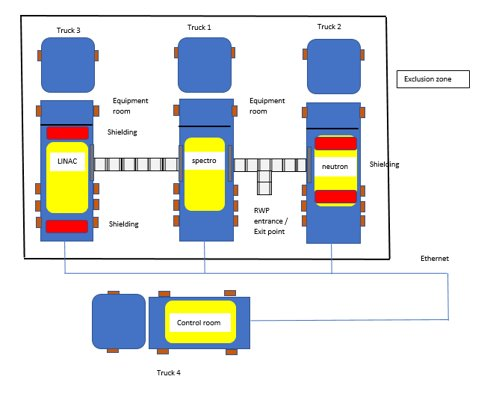 Truck 3
Truck 1
Truck 2
Exclusion zone
Equipment
room
Equipment
room
Shielding
LINAC
spectro
neutron
Shielding
RWP
entrance /
Exit point
Shielding
Ethernet
Control room
Truck 4